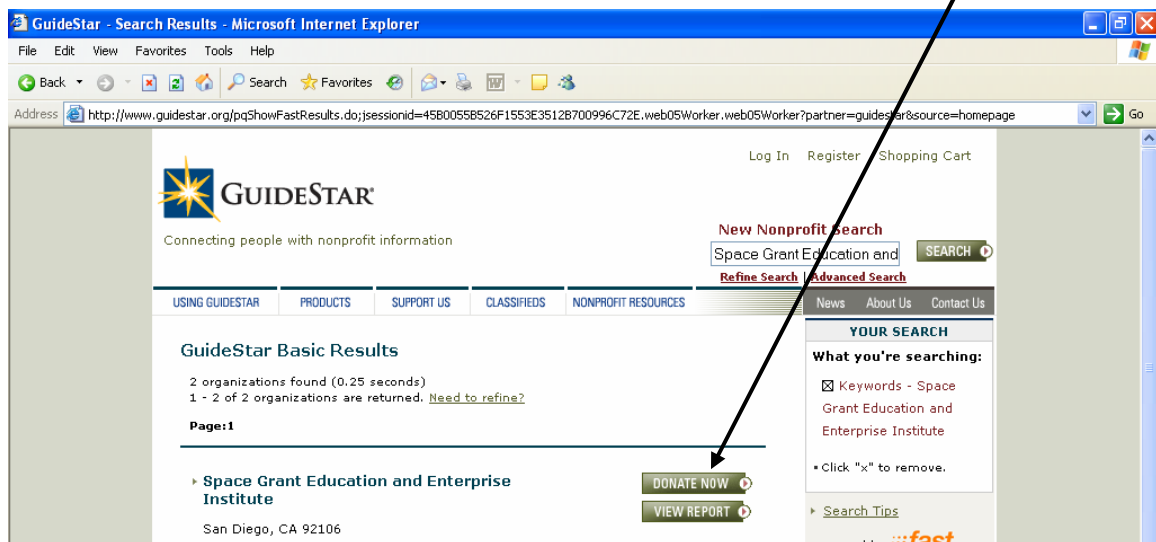 GuideStar - Search Results - Microsoft Internet Explorer
File Edit View Favorites Tools Help
Back Search Favorites
Address http://www.guidestar.org/pqShowFastResults.do;jsessionid=45B0055B526F1553E3512B700996C72E.web05Worker.web05Worker?partner=guidestar&source=homepage Go
Log In Register Shopping Cart
GUIDESTAR
Connecting people with nonprofit information
New Nonprofit Search
Space Grant Education and SEARCH
Refine Search | Advanced Search
USING GUIDESTAR PRODUCTS SUPPORT US CLASSIFIEDS NONPROFIT RESOURCES News About Us Contact Us
YOUR SEARCH
What you're searching:
Keywords - Space
Grant Education and
Enterprise Institute
Click "x" to remove.
Search Tips
fast
GuideStar Basic Results
2 organizations found (0.25 seconds)
1 - 2 of 2 organizations are returned. Need to refine?
Page:1
Space Grant Education and Enterprise
Institute
San Diego, CA 92106
DONATE NOW
VIEW REPORT